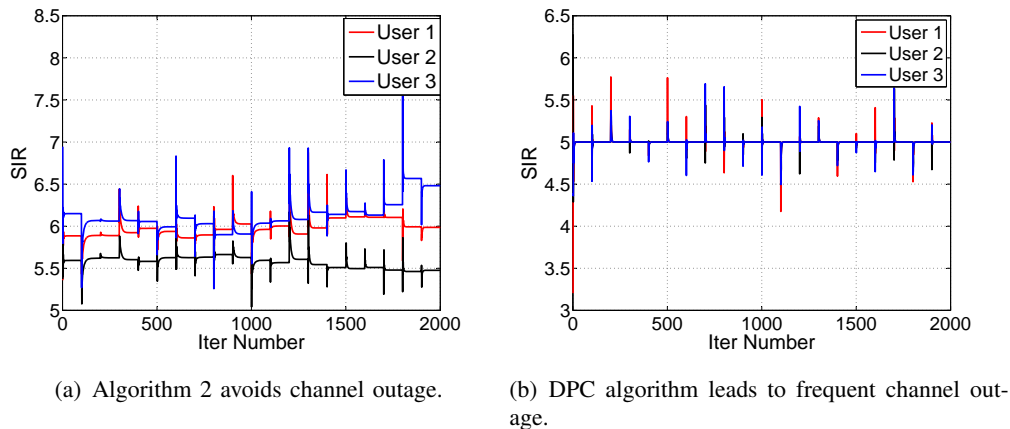 8.5
8
7.5
7
6.5
6
5.5
5
SIR
0
500
1000
1500
2000
Iter Number
User 1
User 2
User 3
(a) Algorithm 2 avoids channel outage.
6.5
6
5.5
5
4.5
4
3.5
3
SIR
0
500
1000
1500
2000
Iter Number
User 1
User 2
User 3
(b) DPC algorithm leads to frequent channel out-
age.